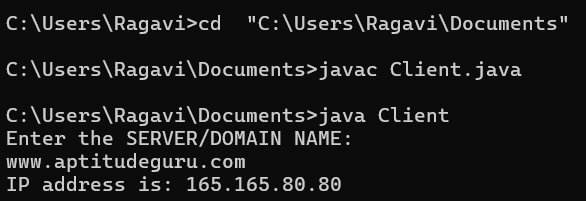 C:\Users\Ragavi>cd  "C:\Users\Ragavi\Documents"
C:\Users\Ragavi\Documents>javac Client.java
C:\Users\Ragavi\Documents>java Client
Enter the SERVER/DOMAIN NAME:
www.aptitudeguru.com
IP address is: 165.165.80.80